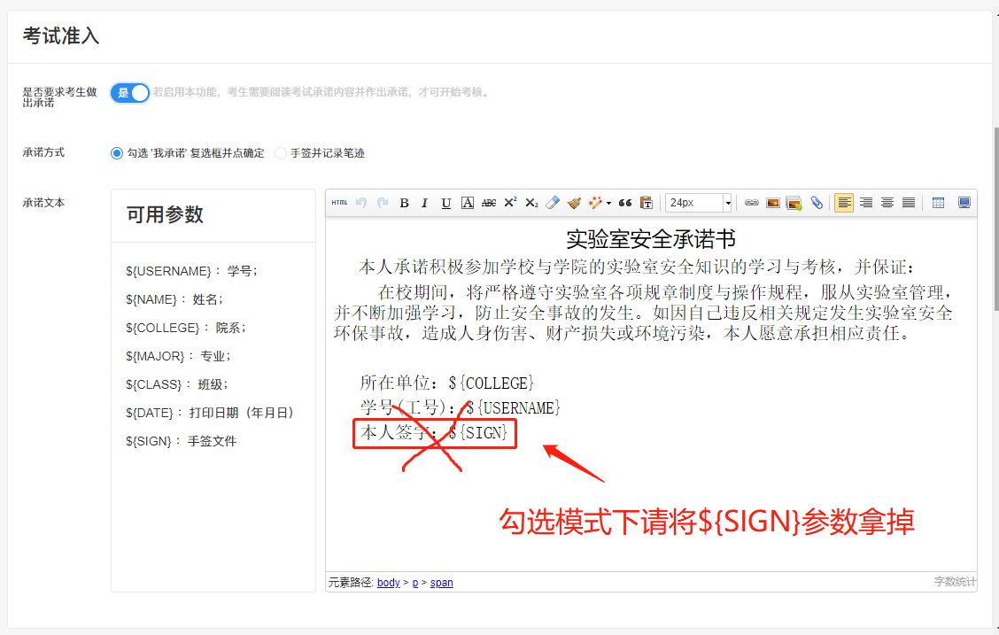 考试准入
是否要求考生做
出承诺
是
若启用本功能，考生需要阅读考试承诺内容并作出承诺，才可开始考核。
承诺方式
勾选 '我承诺' 复选框并点确定
手签并记录笔迹
承诺文本
可用参数
${USERNAME}： 学号；
${NAME}： 姓名；
${COLLEGE}： 院系；
${MAJOR}： 专业；
${CLASS}： 班级；
${DATE}： 打印日期（年月日）
${SIGN}： 手签文件
HTML
B I U A ABC X² X₂
24px
实验室安全承诺书
本人承诺积极参加学校与学院的实验室安全知识的学习与考核，并保证：
在校期间，将严格遵守实验室各项规章制度与操作规程，服从实验室管理，
并不断加强学习，防止安全事故的发生。如因自己违反相关规定发生实验室安全
环保事故，造成人身伤害、财产损失或环境污染，本人愿意承担相应责任。
所在单位：${COLLEGE}
学号(工号)：${USERNAME}
本人签字：${SIGN}
勾选模式下请将${SIGN}参数拿掉
元素路径: body > p > span
字数统计